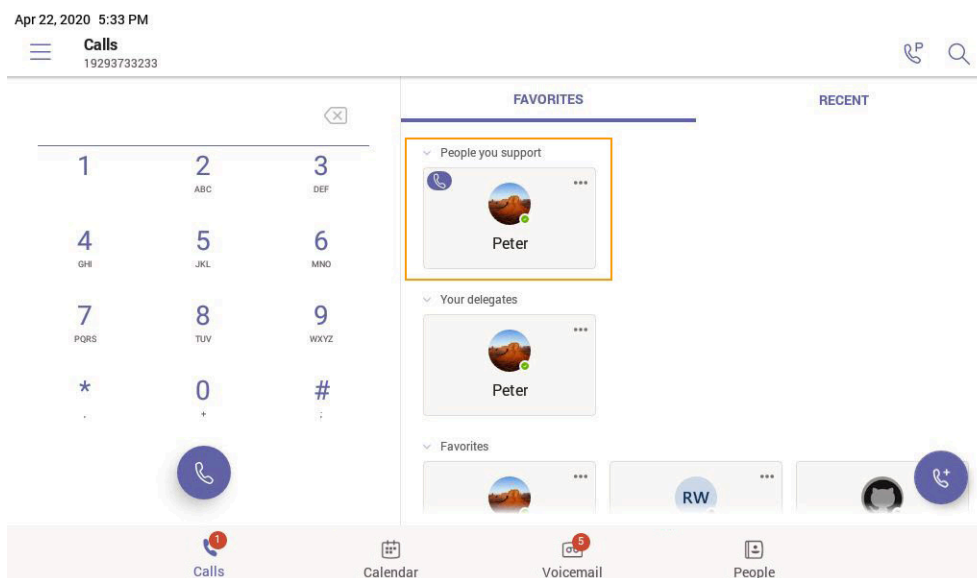 Apr 22, 2020 5:33 PM
Calls
19293733233
P
FAVORITES
RECENT
1
2
ABC
3
DEF
People you support
Peter
4
GHI
5
JKL
6
MNO
7
PQRS
8
TUV
9
WXYZ
Your delegates
Peter
*
,
0
+
#
;
Favorites
RW
1
Calls
Calendar
5
Voicemail
People